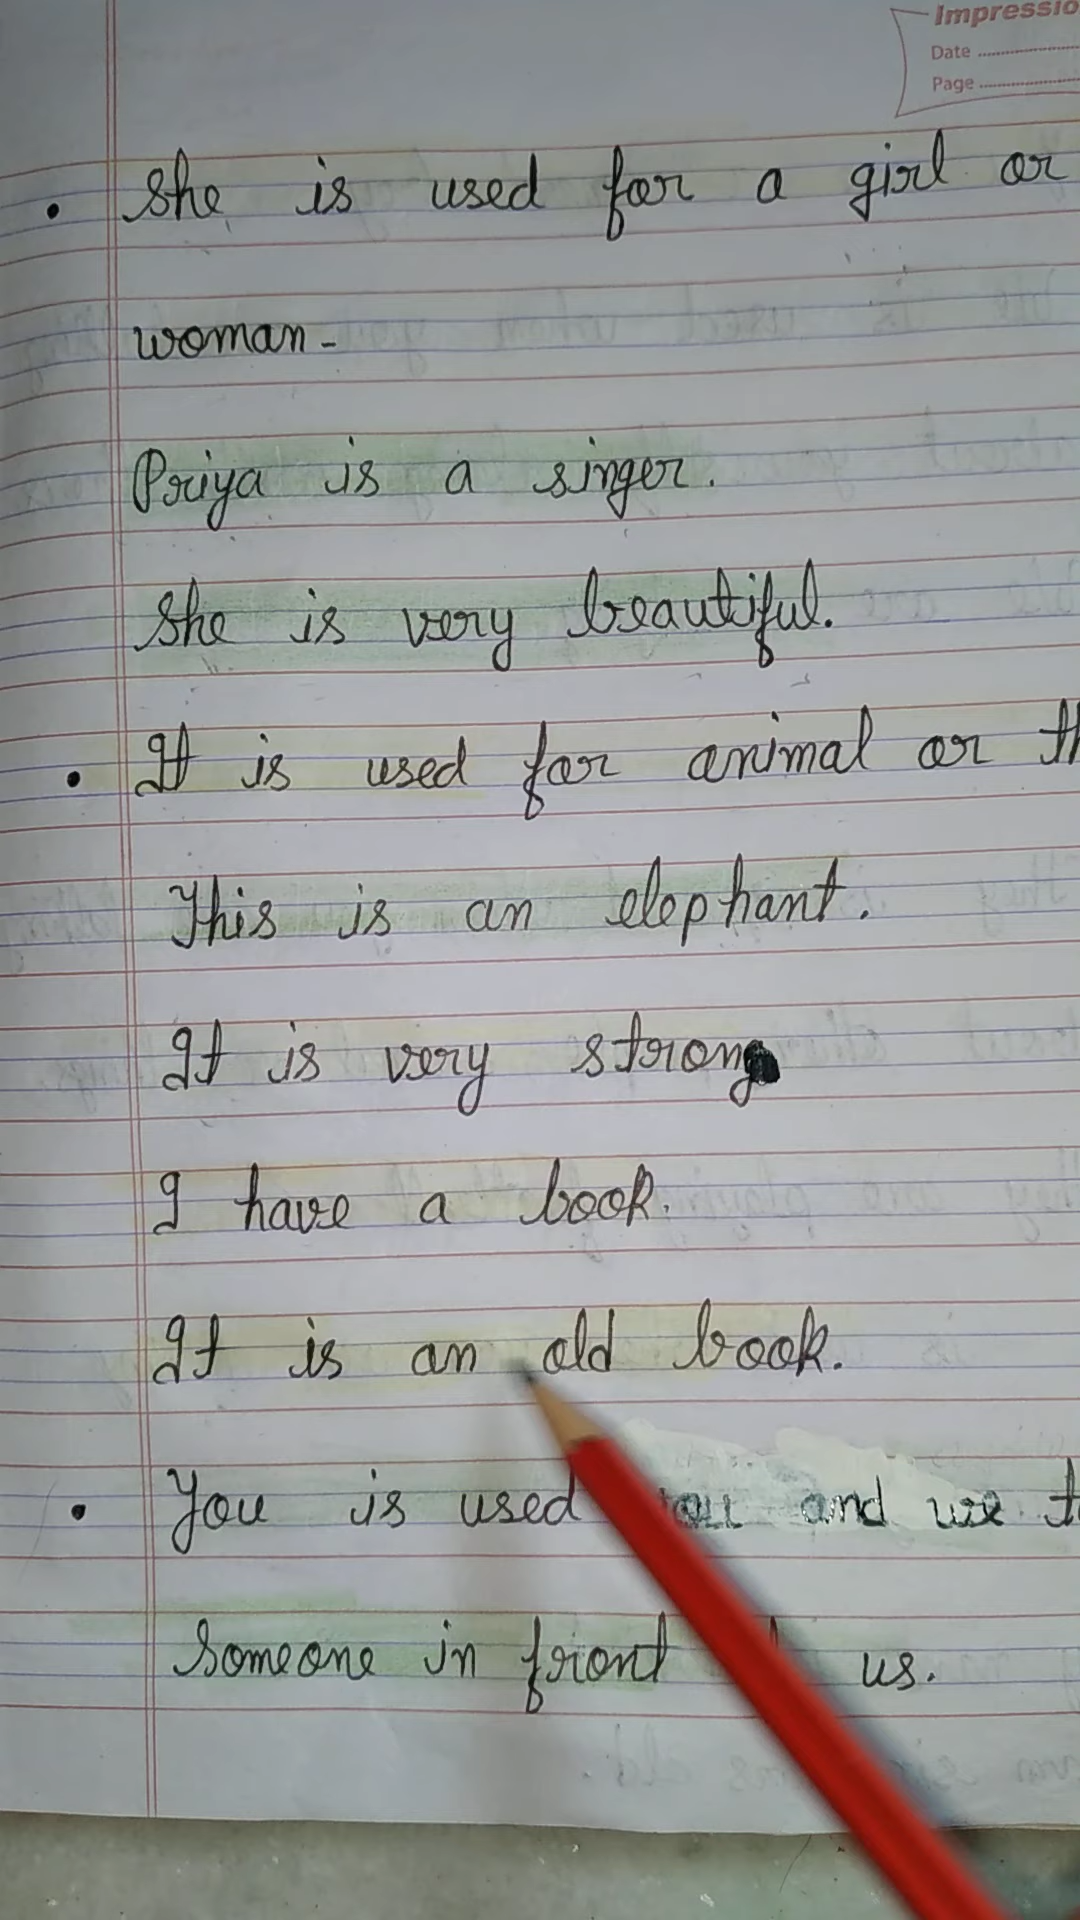 Impressio
Date
Page
She is used for a girl or
woman-
Priya is a singer.
She is very beautiful.
It is used for animal or
This is an elephant.
It is very strong
I have a book.
It is an old book.
You is used and we
Someone in front us.